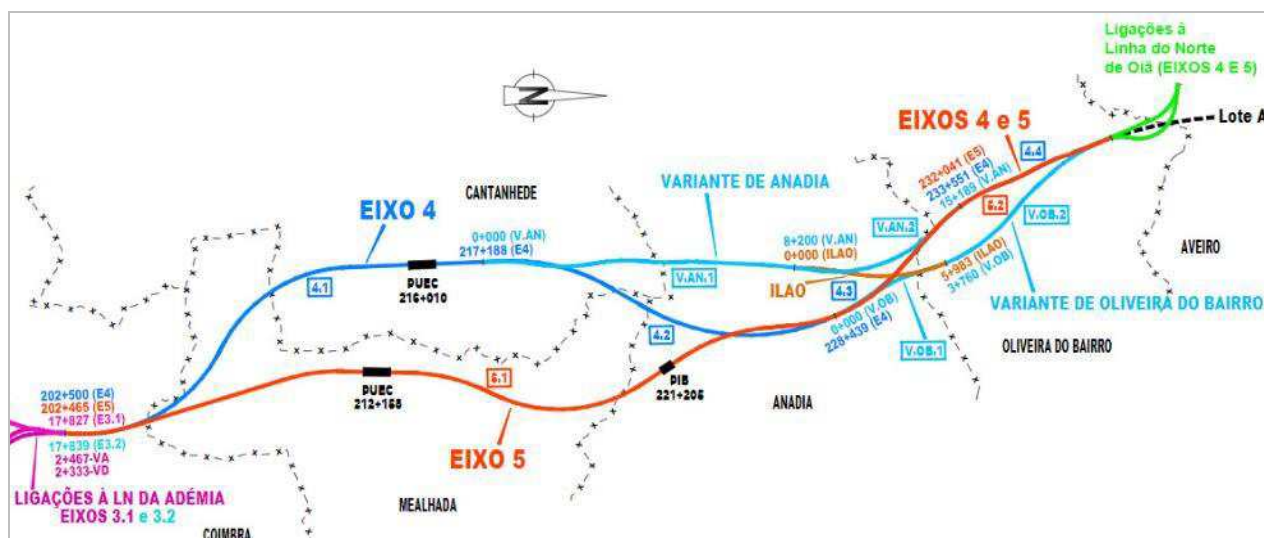 Ligações à
Linha do Norte
de Oiã (EIXOS 4 E 5)
Lote A
N
EIXOS 4 e 5
4.4
232+041 (E5)
233+551 (E4)
15+189 (V.AN)
5.2
V.OB.2
CANTANHEDE
VARIANTE DE ANADIA
EIXO 4
0+000 (V.AN)
217+188 (E4)
8+200 (V.AN)
0+000 (ILAO)
V.AN.2
AVEIRO
V.AN.1
4.1
PUEC
216+010
ILAO
4.3
5+983 (ILAO)
3+760 (V.OB)
VARIANTE DE OLIVEIRA DO BAIRRO
4.2
0+000 (V.OB)
228+439 (E4)
V.OB.1
OLIVEIRA DO BAIRRO
5.1
PUEC
PIB
ANADIA
202+500 (E4)
202+465 (E5)
17+827 (E3.1)
17+839 (E3.2)
2+467-VA
2+333-VD
EIXO 5
LIGAÇÕES À LN DA ADÉMIA
EIXOS 3.1 e 3.2
MEALHADA
COIMBRA